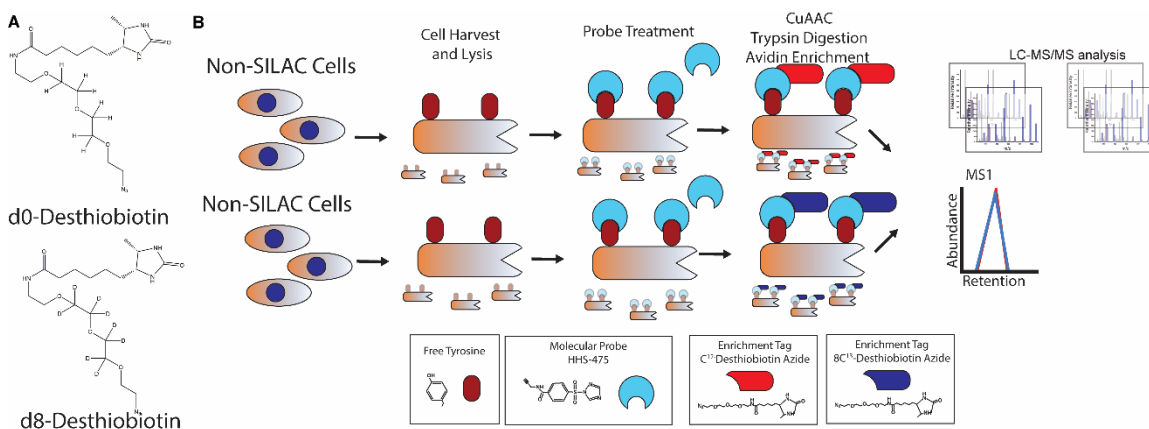 A
d0-Desthiobiotin
d8-Desthiobiotin
B
Non-SILAC Cells
Non-SILAC Cells
Cell Harvest
and Lysis
Probe Treatment
CuAAC
Trypsin Digestion
Avidin Enrichment
LC-MS/MS analysis
MS1
Abundance
Retention
Free Tyrosine
Molecular Probe
HHS-475
Enrichment Tag
C¹²-Desthiobiotin Azide
Enrichment Tag
8C¹³-Desthiobiotin Azide